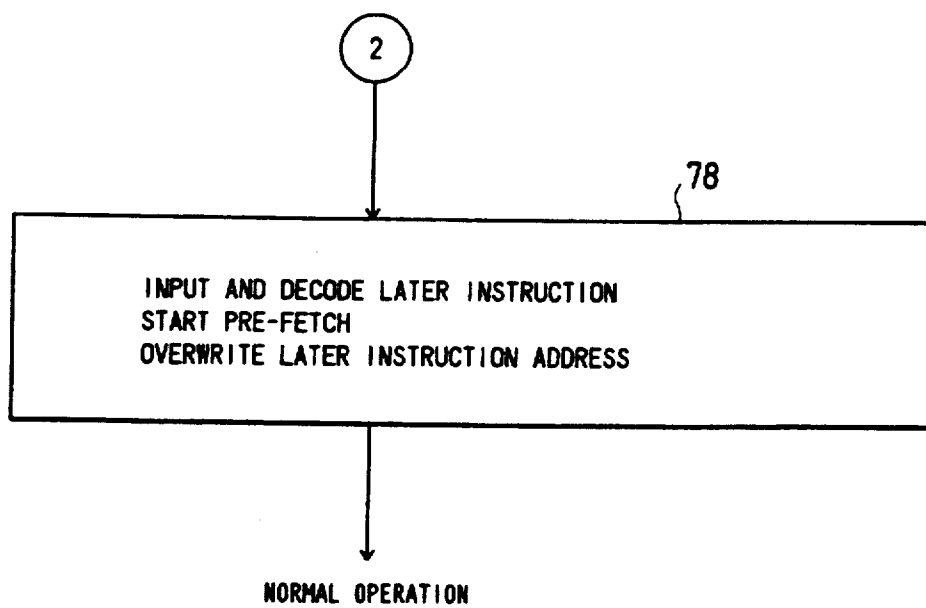 2
78
INPUT AND DECODE LATER INSTRUCTION
START PRE-FETCH
OVERWRITE LATER INSTRUCTION ADDRESS
NORMAL OPERATION